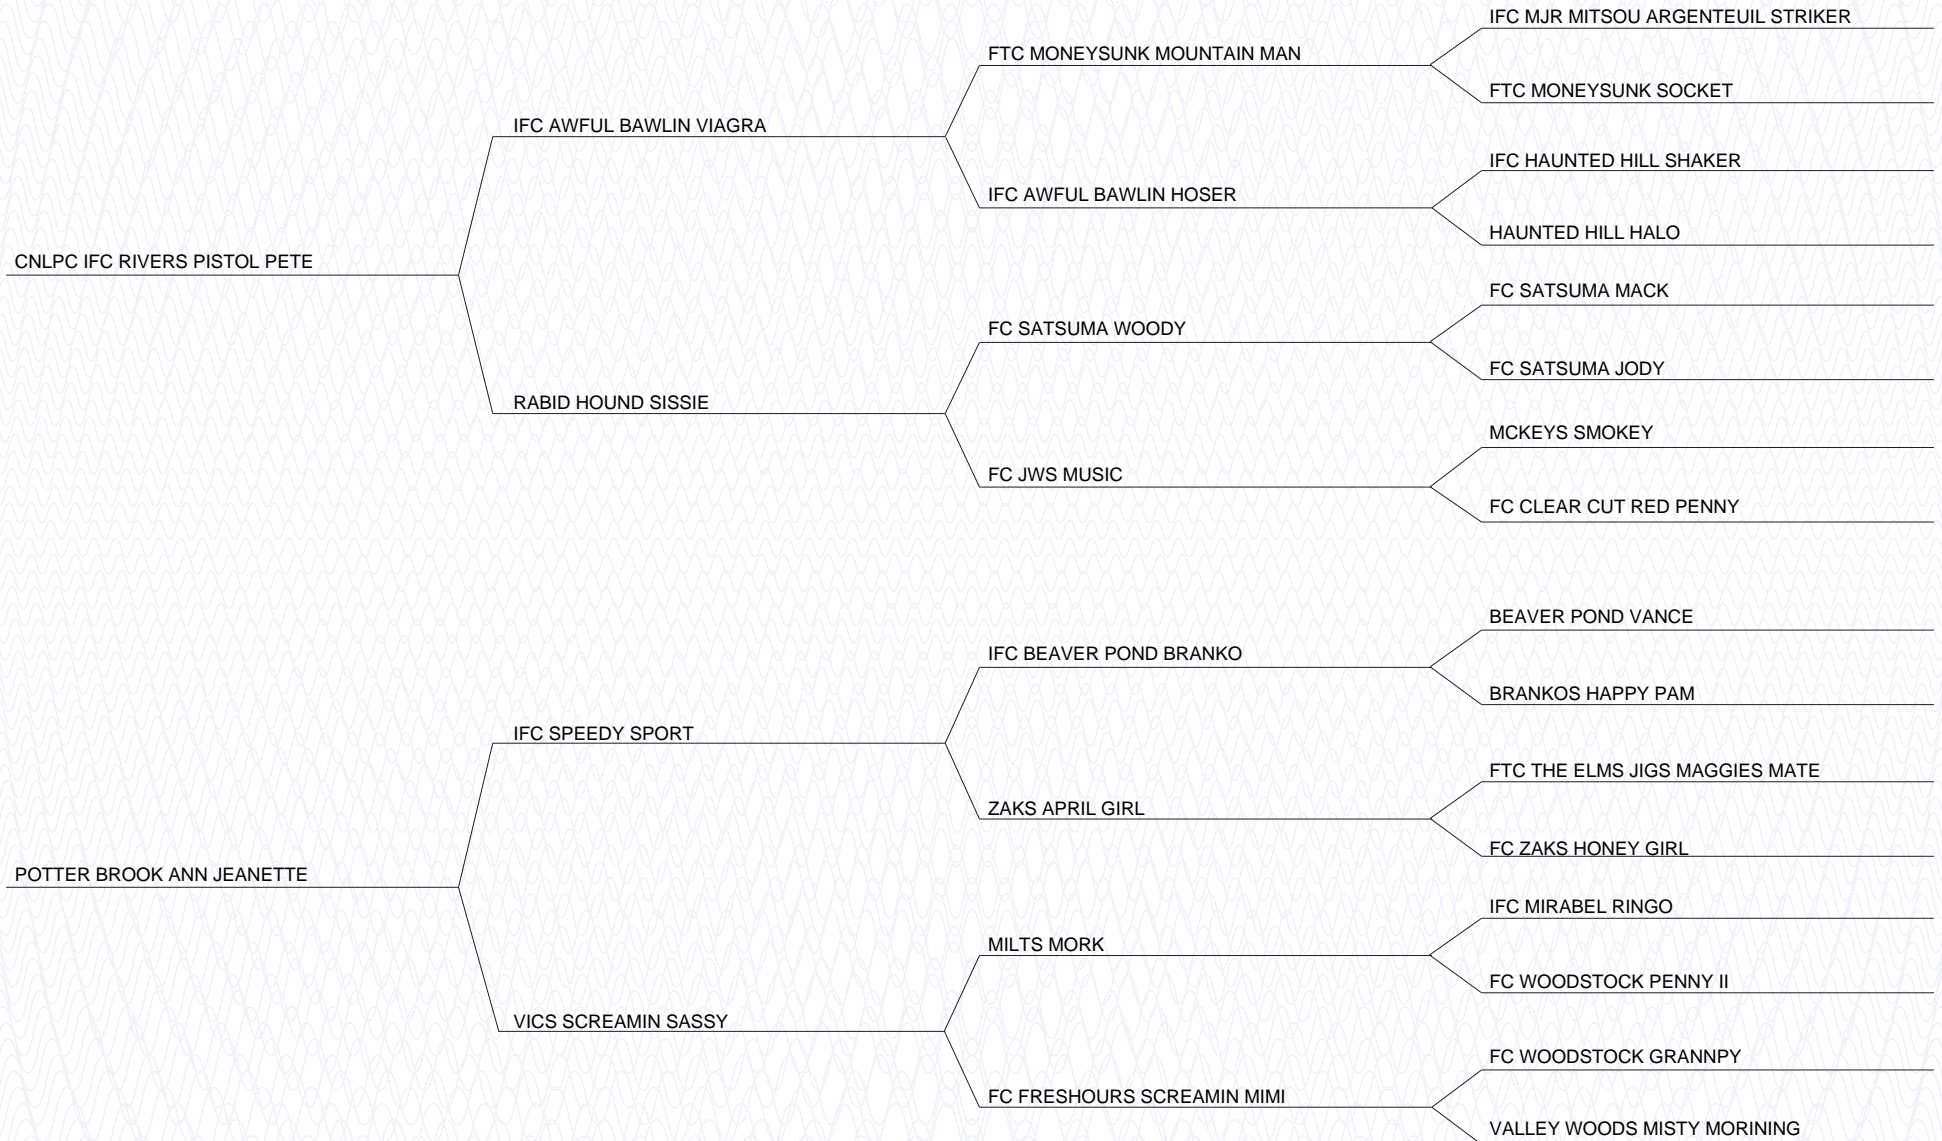 IFC MJR MITSOU ARGENTEUIL STRIKER
FTC MONEYSUNK MOUNTAIN MAN
FTC MONEYSUNK SOCKET
IFC AWFUL BAWLIN VIAGRA
IFC HAUNTED HILL SHAKER
IFC AWFUL BAWLIN HOSER
HAUNTED HILL HALO
CNLPC IFC RIVERS PISTOL PETE
FC SATSUMA MACK
FC SATSUMA WOODY
FC SATSUMA JODY
RABID HOUND SISSIE
MCKEYS SMOKEY
FC JWS MUSIC
FC CLEAR CUT RED PENNY
BEAVER POND VANCE
IFC BEAVER POND BRANKO
BRANKOS HAPPY PAM
IFC SPEEDY SPORT
FTC THE ELMS JIGS MAGGIES MATE
ZAKS APRIL GIRL
FC ZAKS HONEY GIRL
POTTER BROOK ANN JEANETTE
IFC MIRABEL RINGO
MILTS MORK
FC WOODSTOCK PENNY II
VICS SCREAMIN SASSY
FC WOODSTOCK GRANNPY
FC FRESHOURS SCREAMIN MIMI
VALLEY WOODS MISTY MORINING